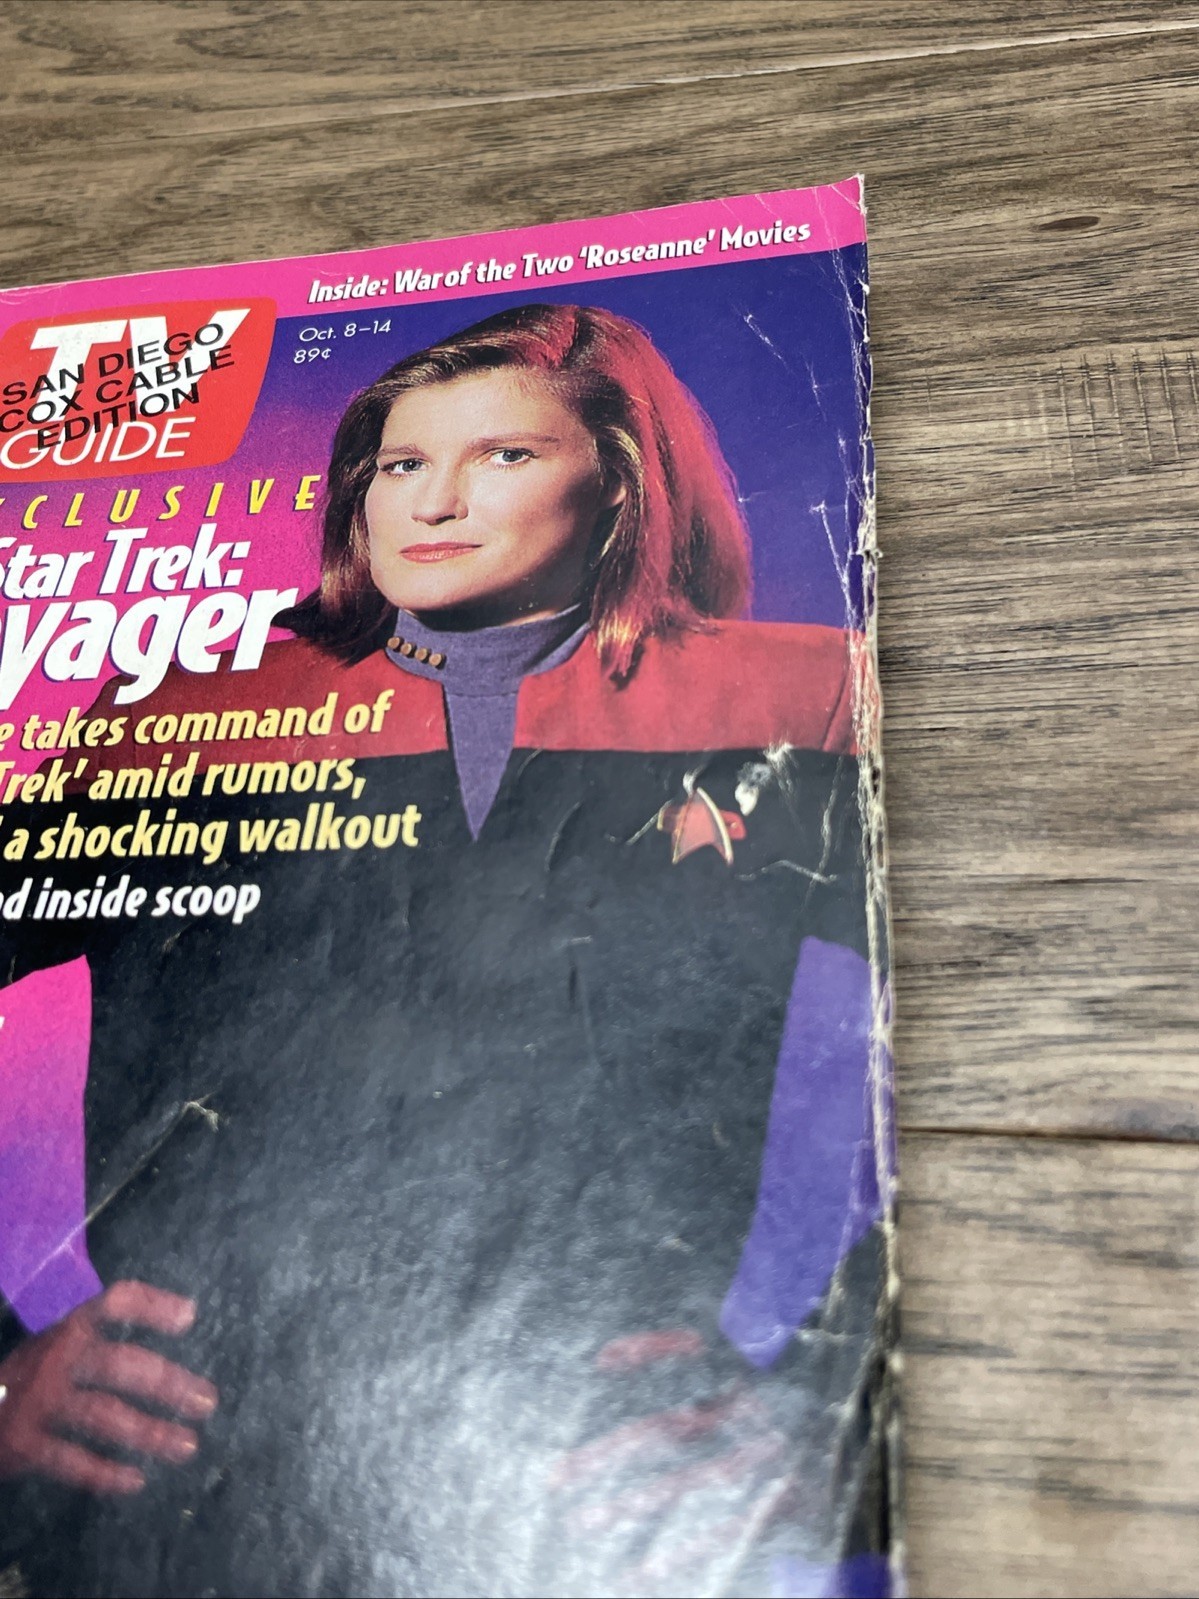 Inside: War of the Two 'Roseanne' Movies
Oct. 8–14
89¢
TV
GUIDE
SAN DIEGO
COX CABLE
EDITION
CLUSIVE
Star Trek:
yager
takes command of
Trek' amid rumors,
a shocking walkout
inside scoop